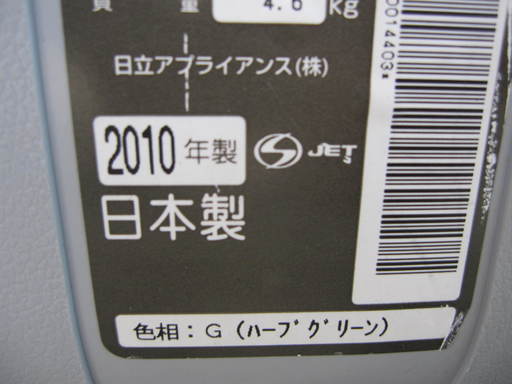 質量 4.6 kg
日立アプライアンス(株)
2010 年製
JET
S
日本製
色相：G (ﾊｰﾌﾞｸﾞﾘｰﾝ)
0014403*